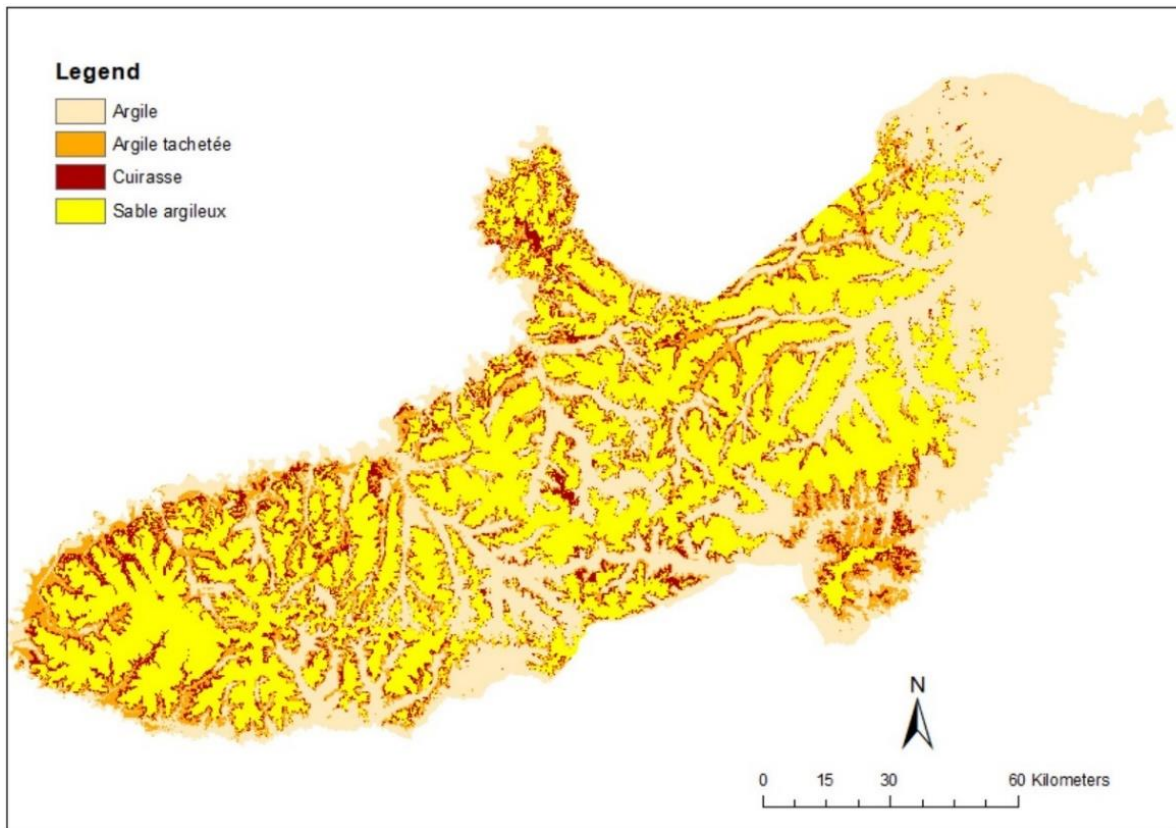 Legend
Argile
Argile tachetée
Cuirasse
Sable argileux
N
0 15 30 60 Kilometers